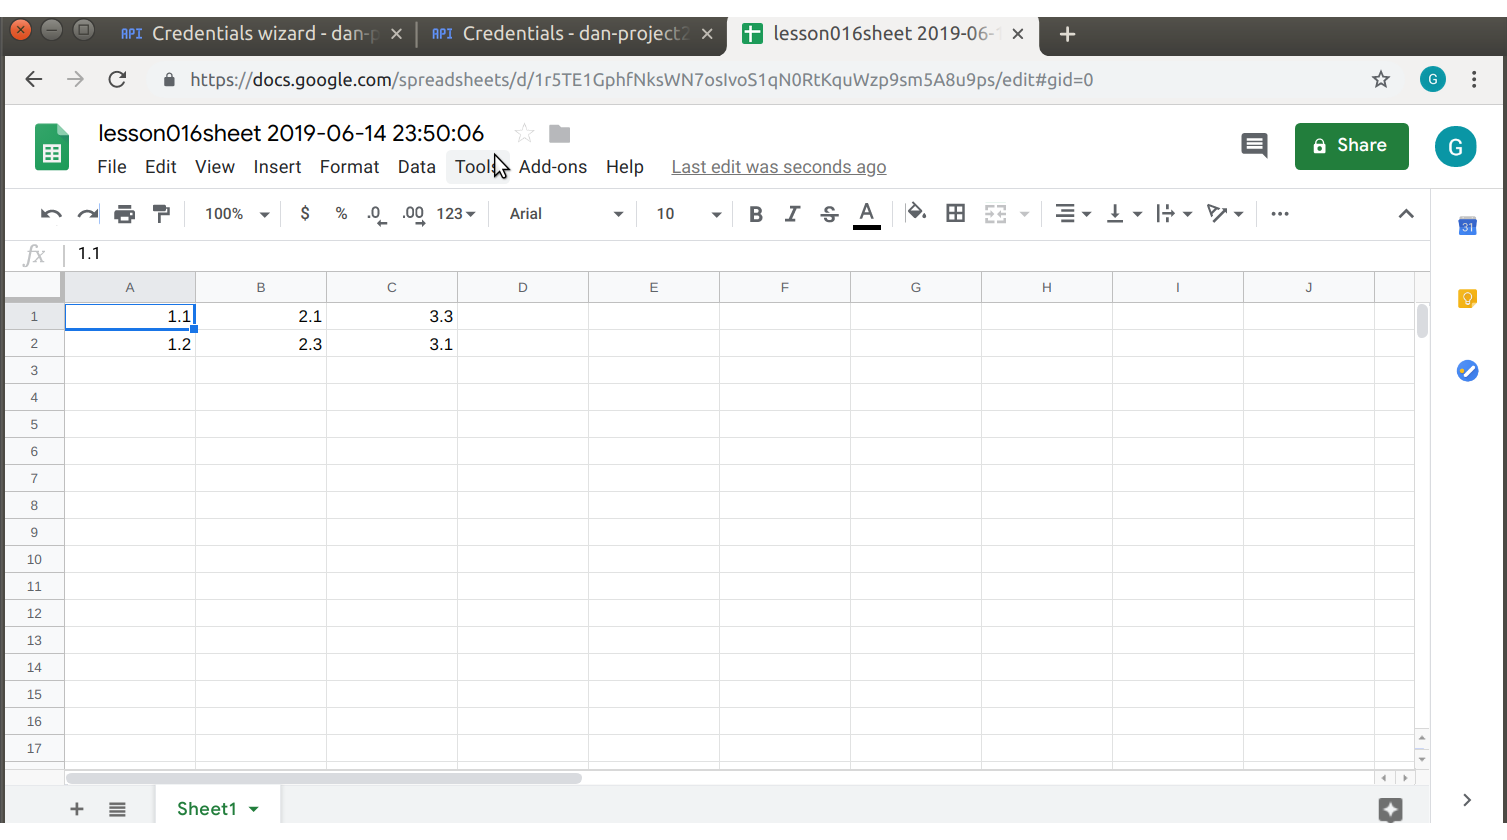 API Credentials wizard - dan-p
API Credentials - dan-project2
lesson016sheet 2019-06-1
https://docs.google.com/spreadsheets/d/1r5TE1GphfNksWN7osIvoS1qN0RtKquWzp9sm5A8u9ps/edit#gid=0
G
lesson016sheet 2019-06-14 23:50:06
Share
G
File Edit View Insert Format Data Tools Add-ons Help Last edit was seconds ago
100% $ % .0 .00 123 Arial 10 B I S A
31
fx 1.1
A B C D E F G H I J
1 1.1 2.1 3.3
2 1.2 2.3 3.1
3
4
5
6
7
8
9
10
11
12
13
14
15
16
17
Sheet1